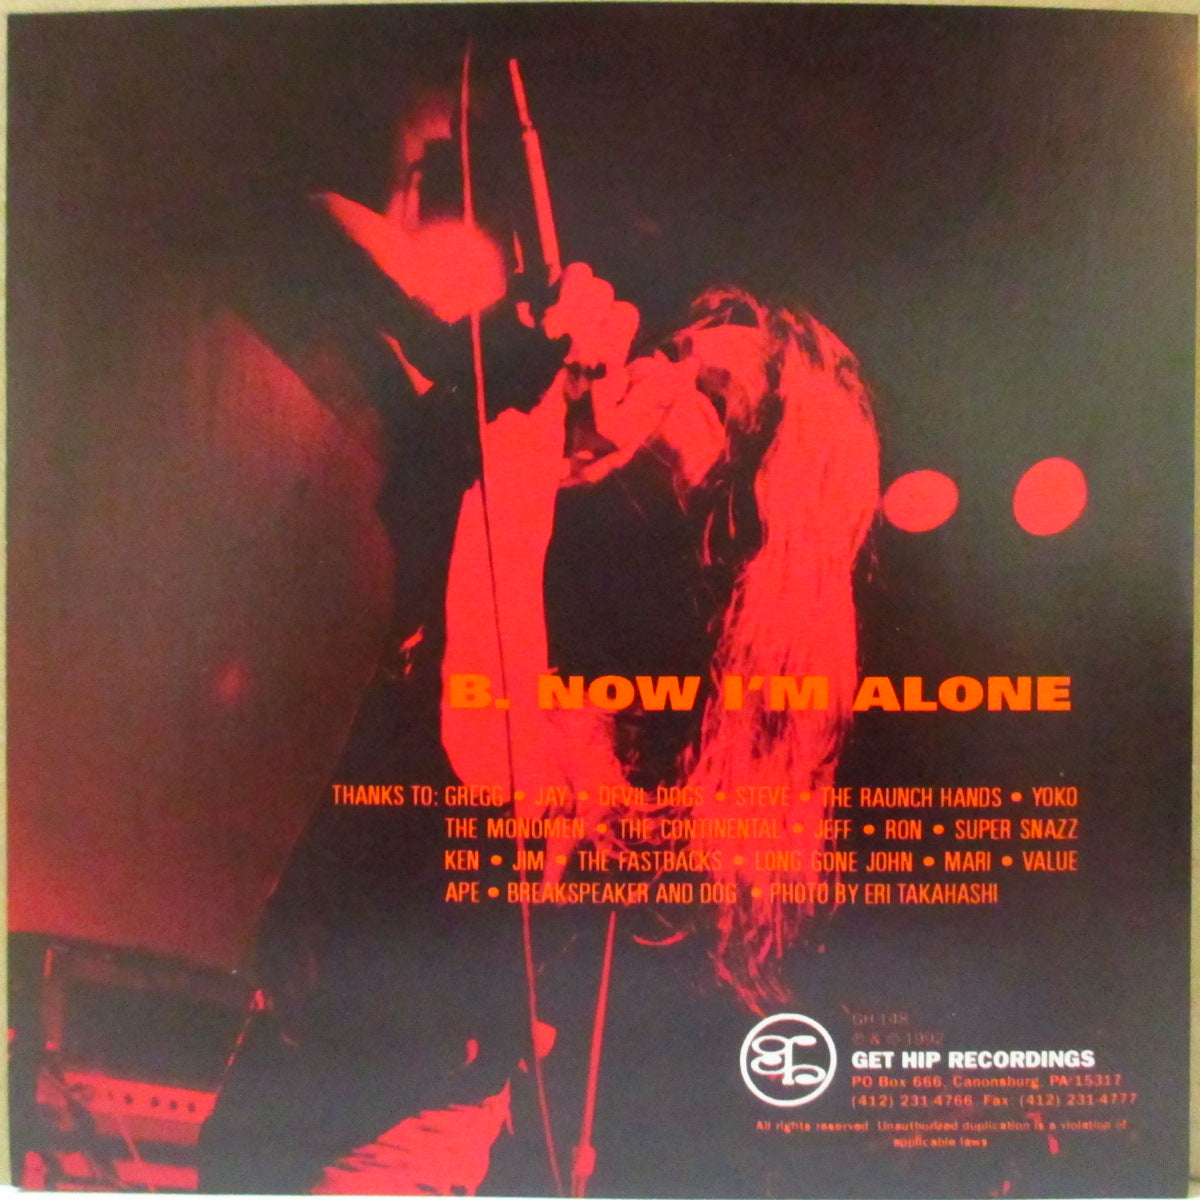 B. NOW I'M ALONE
THANKS TO: GREGG • JAY • DEVIL DOGS • STEVE • THE RAUNCH HANDS • YOKO
THE MONOMEN • THE CONTINENTAL • JEFF • RON • SUPER SNAZZ
KEN • JIM • THE FASTBACKS • LONG GONE JOHN • MARI • VALUE
APE • BREAKSPEAKER AND DOG • PHOTO BY ERI TAKAHASHI
GH
GH 148
℗ & © 1992
GET HIP RECORDINGS
PO Box 666, Canonsburg, PA 15317
(412) 231-4766 Fax: (412) 231-4777
All rights reserved. Unauthorized duplication is a violation of
applicable laws